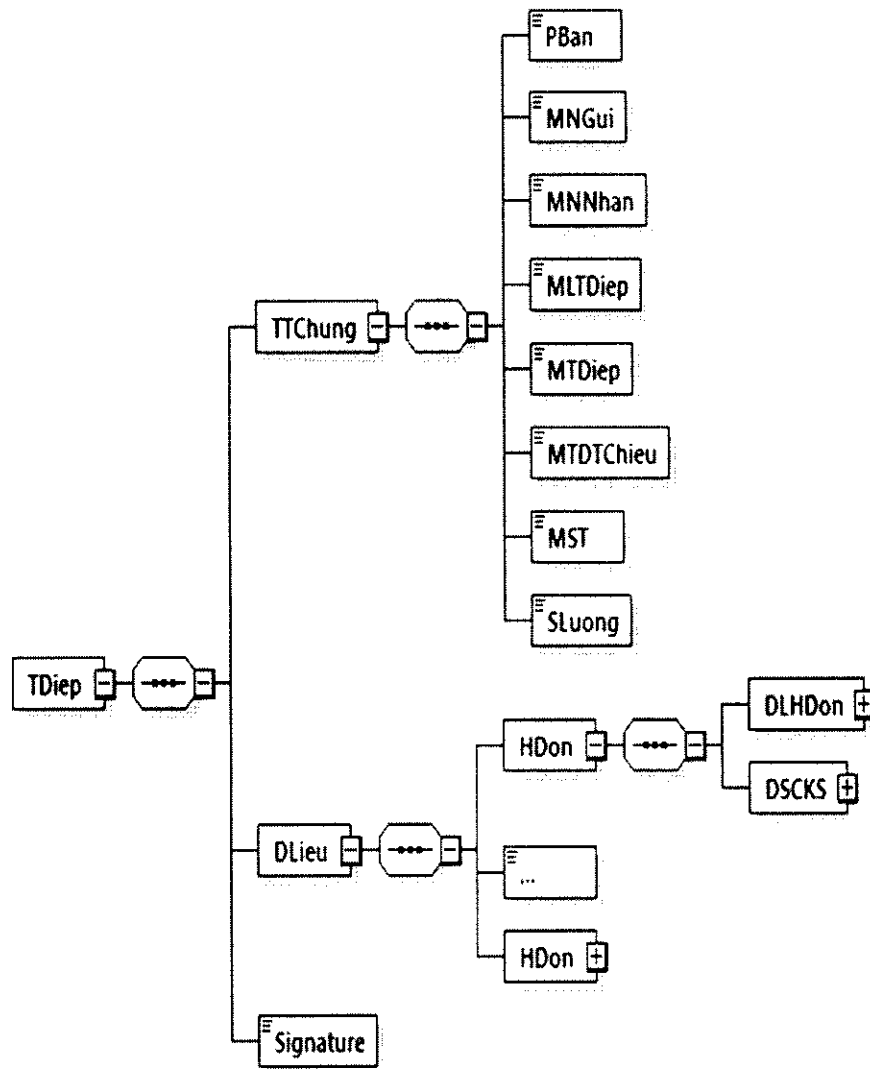 PBan
MNGui
MNNhan
MLTDiep
TTChung
MTDiep
MTDTChieu
MST
SLuong
TDiep
DLHDon
HDon
DSCKS
DLieu
...
HDon
Signature